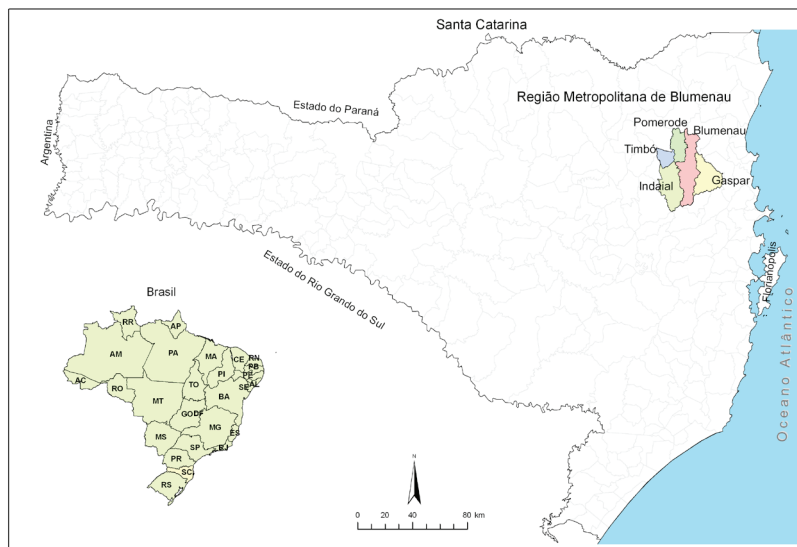 Santa Catarina
Estado do Paraná
Argentina
Região Metropolitana de Blumenau
Pomerode
Blumenau
Timbó
Indaial
Gaspar
Florianópolis
Estado do Rio Grando do Sul
Oceano Atlântico
Brasil
RR
AP
AM
PA
MA
CE
RN
PB
PE
AL
SE
PI
AC
RO
TO
BA
MT
GO
DF
MG
ES
MS
SP
RJ
PR
SC
RS
N
0 20 40 80 km